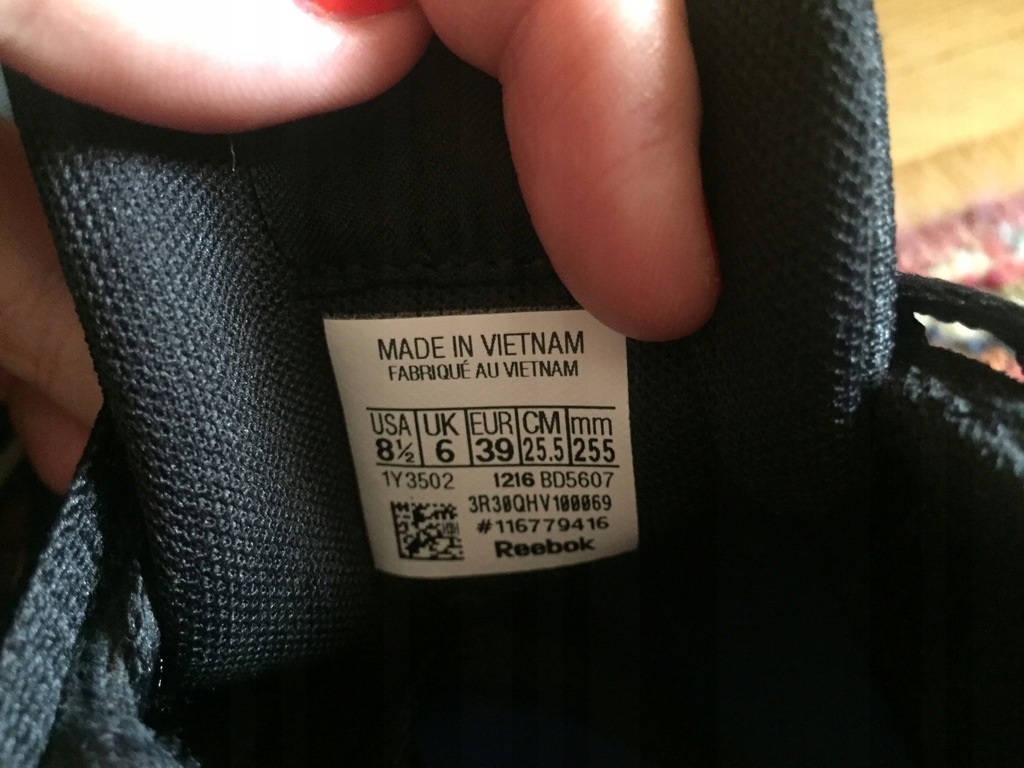 MADE IN VIETNAM
FABRIQUÉ AU VIETNAM
USA UK EUR CM mm
8½ 6 39 25.5 255
1Y3502 1216 BD5607
3R30QHV100069
#116779416
Reebok